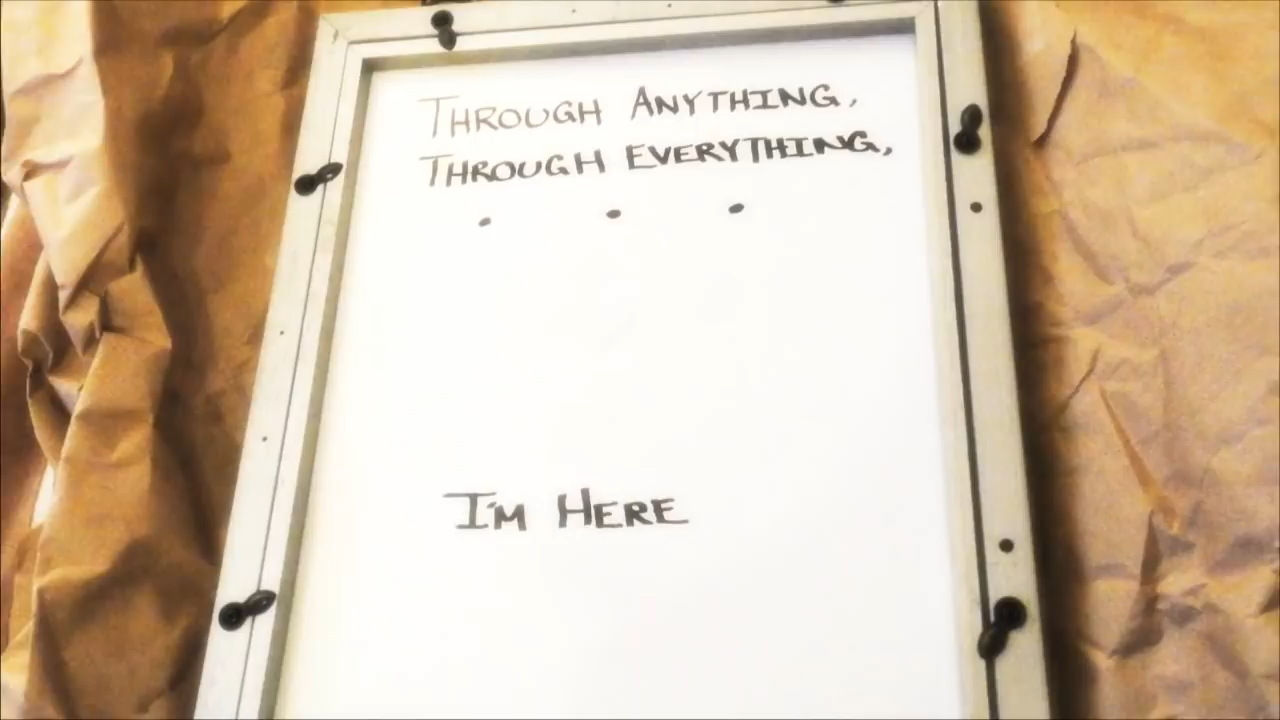 THROUGH ANYTHING,
THROUGH EVERYTHING,
. . .
I'M HERE